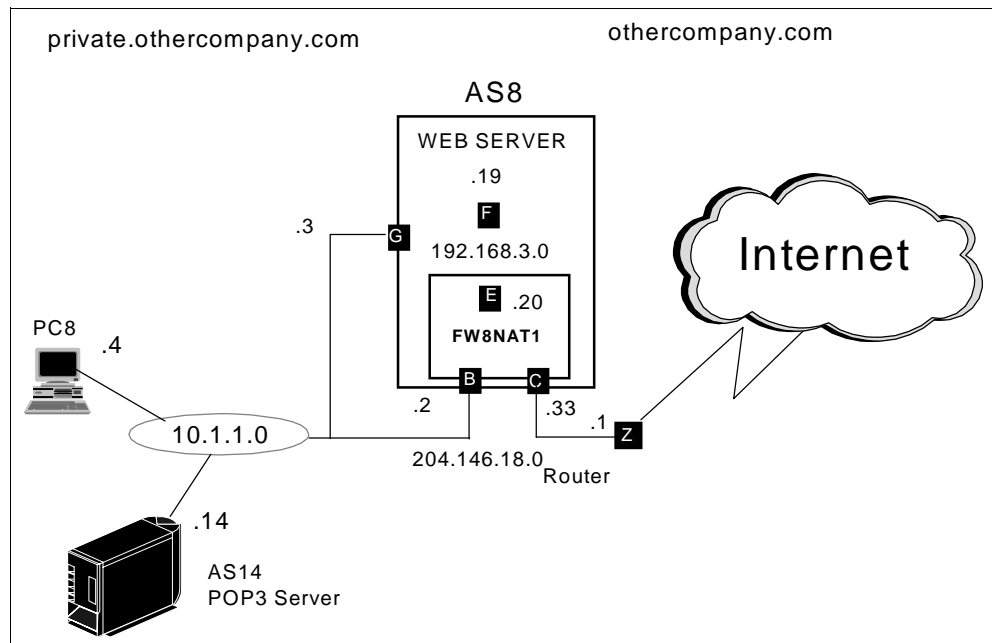 private.othercompany.com
othercompany.com
AS8
WEB SERVER
.19
F
.3
G
192.168.3.0
Internet
E
.20
PC8
.4
FW8NAT1
B
C
.2
.33
.1
Z
10.1.1.0
204.146.18.0
Router
.14
AS14
POP3 Server